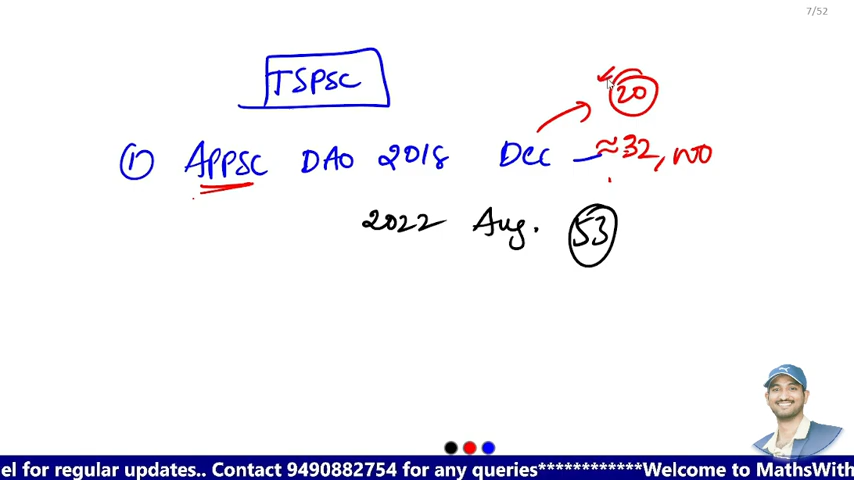 7/52
TSPSC
20
① APPSC DAO 2018 Dec — ≈32,000
2022 Aug. 53
el for regular updates.. Contact 9490882754 for any queries************Welcome to MathsWith